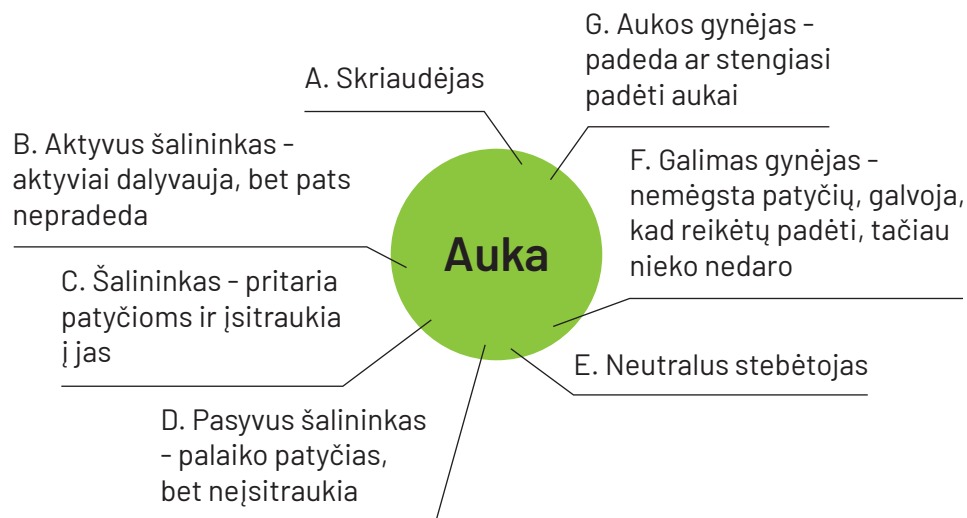 A. Skriaudėjas
B. Aktyvus šalininkas -
aktyviai dalyvauja, bet pats
nepradeda
C. Šalininkas - pritaria
patyčioms ir įsitraukia
į jas
D. Pasyvus šalininkas
- palaiko patyčias,
bet neįsitraukia
E. Neutralus stebėtojas
F. Galimas gynėjas -
nemėgsta patyčių, galvoja,
kad reikėtų padėti, tačiau
nieko nedaro
G. Aukos gynėjas -
padeda ar stengiasi
padėti aukai
Auka